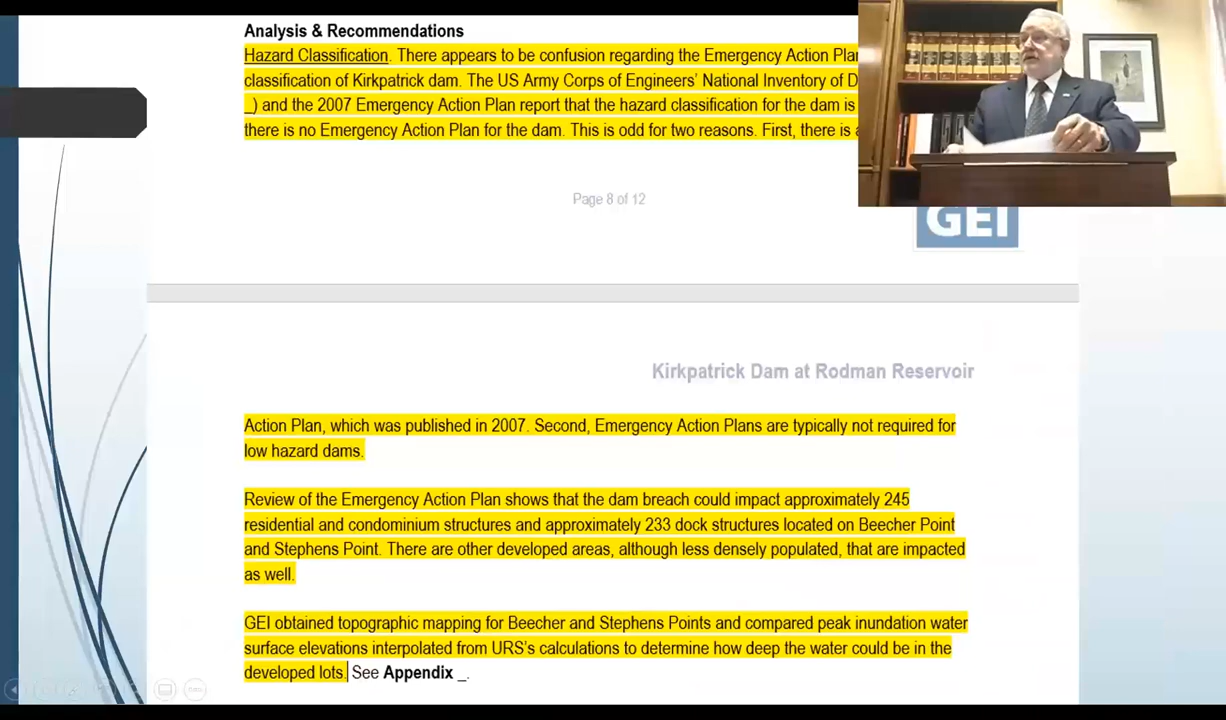 Analysis & Recommendations
Hazard Classification. There appears to be confusion regarding the Emergency Action Plan
classification of Kirkpatrick dam. The US Army Corps of Engineers' National Inventory of D
_) and the 2007 Emergency Action Plan report that the hazard classification for the dam is
there is no Emergency Action Plan for the dam. This is odd for two reasons. First, there is a
Page 8 of 12
GEI
Kirkpatrick Dam at Rodman Reservoir
Action Plan, which was published in 2007. Second, Emergency Action Plans are typically not required for
low hazard dams.
Review of the Emergency Action Plan shows that the dam breach could impact approximately 245
residential and condominium structures and approximately 233 dock structures located on Beecher Point
and Stephens Point. There are other developed areas, although less densely populated, that are impacted
as well.
GEI obtained topographic mapping for Beecher and Stephens Points and compared peak inundation water
surface elevations interpolated from URS's calculations to determine how deep the water could be in the
developed lots. See Appendix _.